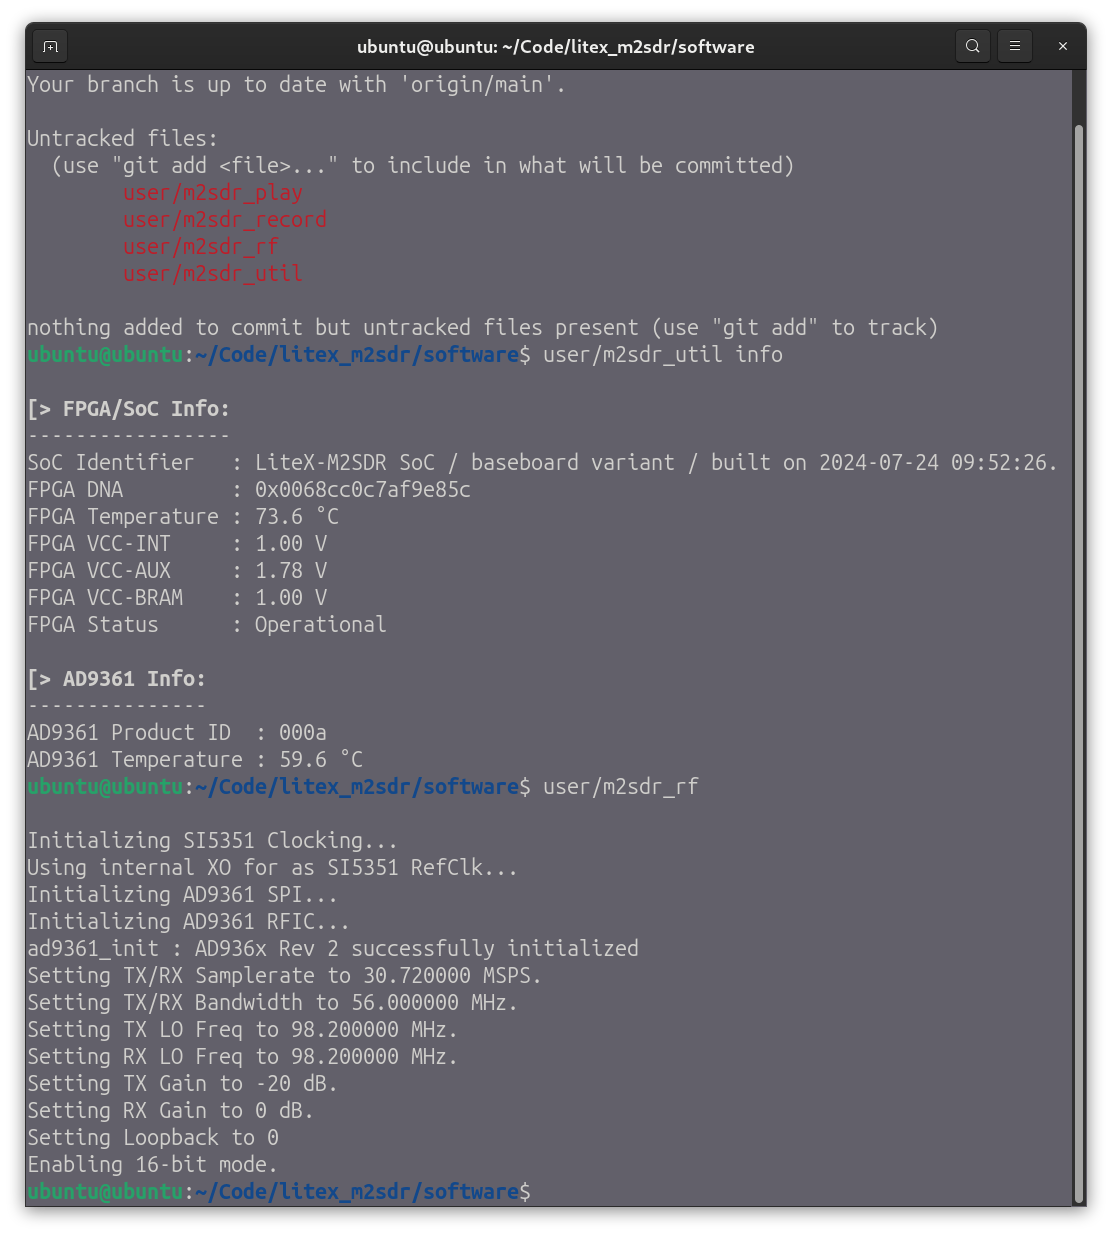 ubuntu@ubuntu: ~/Code/litex_m2sdr/software
Your branch is up to date with 'origin/main'.

Untracked files:
  (use "git add <file>..." to include in what will be committed)
        user/m2sdr_play
        user/m2sdr_record
        user/m2sdr_rf
        user/m2sdr_util

nothing added to commit but untracked files present (use "git add" to track)
ubuntu@ubuntu:~/Code/litex_m2sdr/software$ user/m2sdr_util info

[> FPGA/SoC Info:
-----------------
SoC Identifier   : LiteX-M2SDR SoC / baseboard variant / built on 2024-07-24 09:52:26.
FPGA DNA         : 0x0068cc0c7af9e85c
FPGA Temperature : 73.6 °C
FPGA VCC-INT     : 1.00 V
FPGA VCC-AUX     : 1.78 V
FPGA VCC-BRAM    : 1.00 V
FPGA Status      : Operational

[> AD9361 Info:
---------------
AD9361 Product ID  : 000a
AD9361 Temperature : 59.6 °C
ubuntu@ubuntu:~/Code/litex_m2sdr/software$ user/m2sdr_rf

Initializing SI5351 Clocking...
Using internal XO for as SI5351 RefClk...
Initializing AD9361 SPI...
Initializing AD9361 RFIC...
ad9361_init : AD936x Rev 2 successfully initialized
Setting TX/RX Samplerate to 30.720000 MSPS.
Setting TX/RX Bandwidth to 56.000000 MHz.
Setting TX LO Freq to 98.200000 MHz.
Setting RX LO Freq to 98.200000 MHz.
Setting TX Gain to -20 dB.
Setting RX Gain to 0 dB.
Setting Loopback to 0
Enabling 16-bit mode.
ubuntu@ubuntu:~/Code/litex_m2sdr/software$